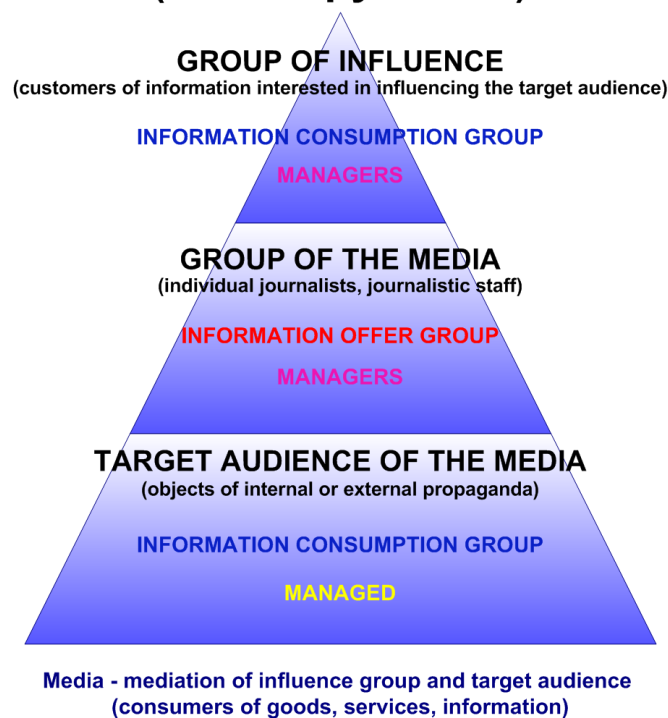 GROUP OF INFLUENCE
(customers of information interested in influencing the target audience)
INFORMATION CONSUMPTION GROUP
MANAGERS
GROUP OF THE MEDIA
(individual journalists, journalistic staff)
INFORMATION OFFER GROUP
MANAGERS
TARGET AUDIENCE OF THE MEDIA
(objects of internal or external propaganda)
INFORMATION CONSUMPTION GROUP
MANAGED
Media - mediation of influence group and target audience
(consumers of goods, services, information)